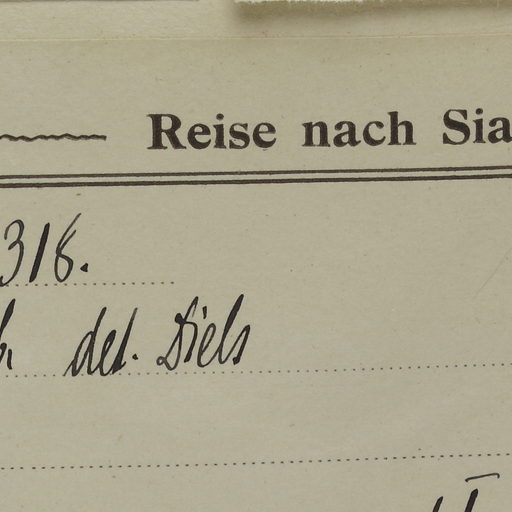 Reise nach Sia
318.
det. Diels